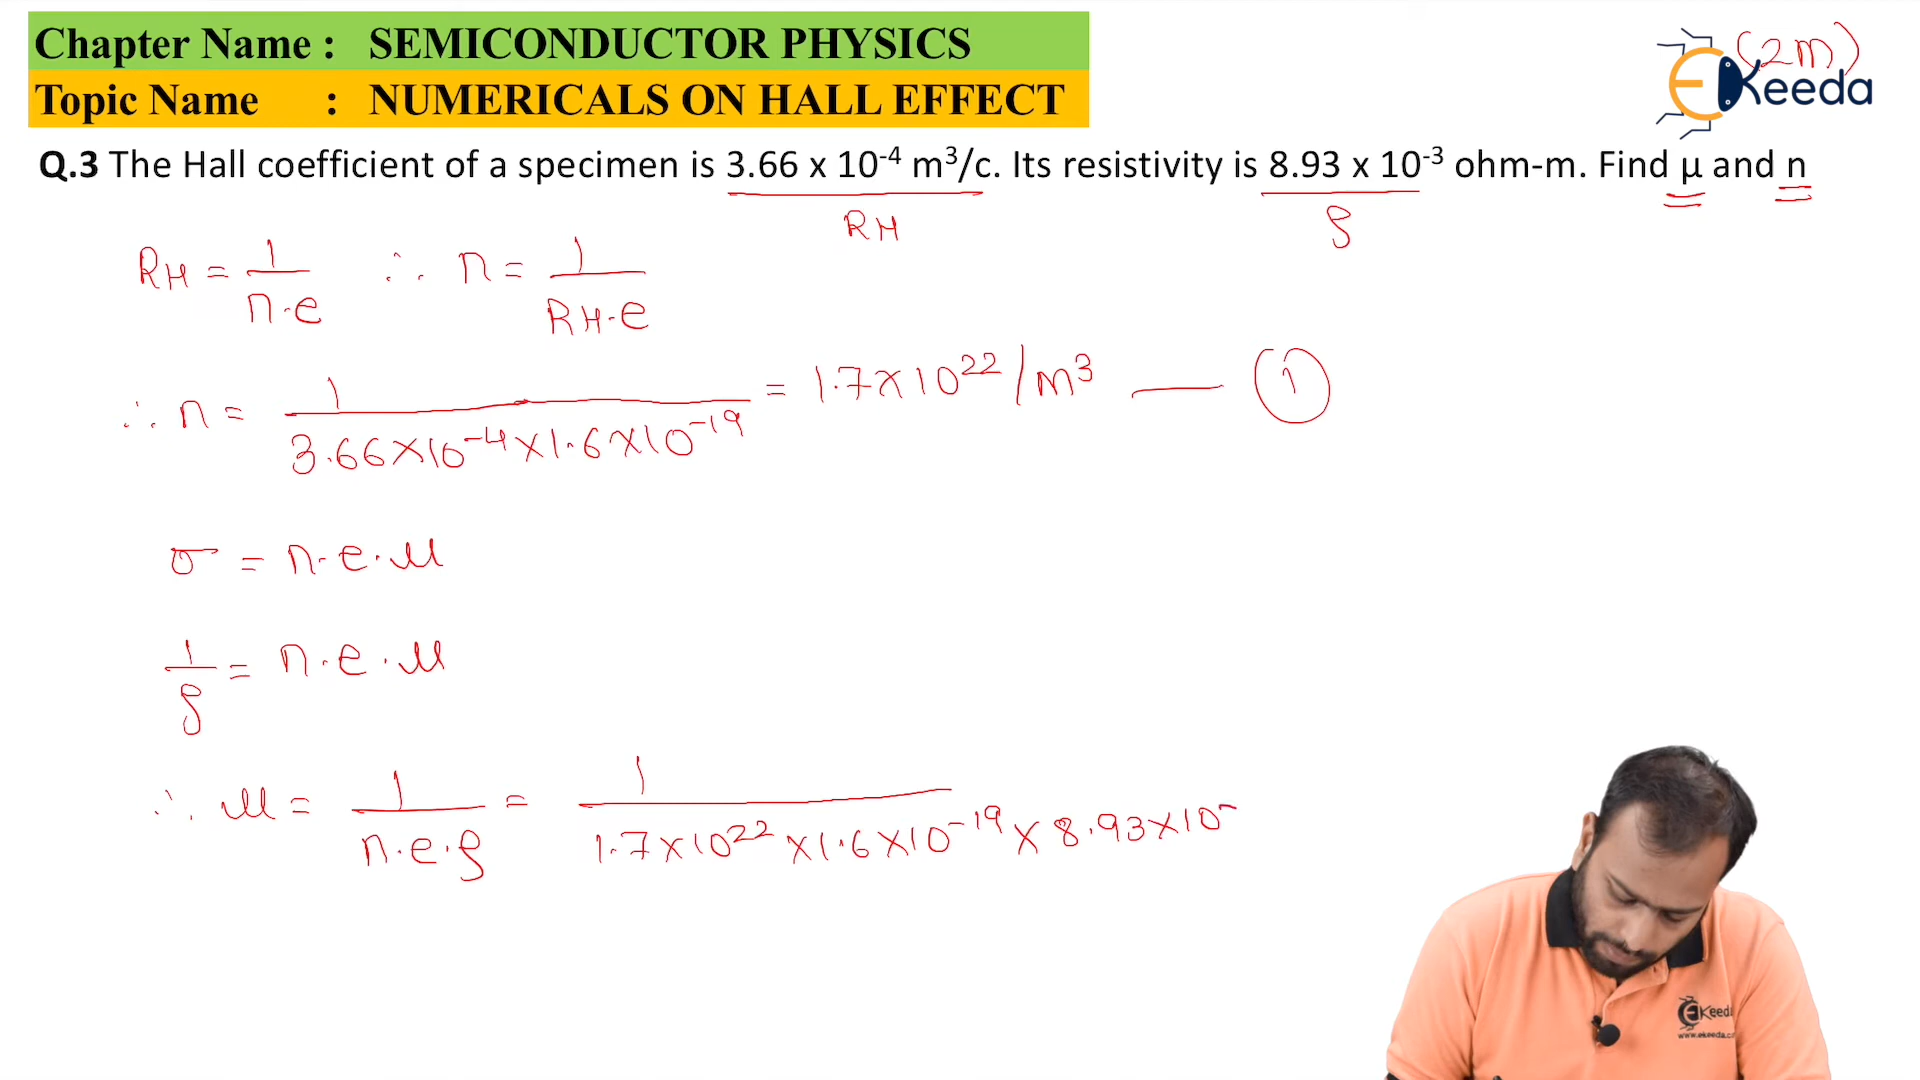 Chapter Name : SEMICONDUCTOR PHYSICS
Topic Name : NUMERICALS ON HALL EFFECT
(2m)
EKeeda
Q.3 The Hall coefficient of a specimen is 3.66 x 10⁻⁴ m³/c. Its resistivity is 8.93 x 10⁻³ ohm-m. Find μ and n
RH ρ
RH = 1/n·e ∴ n = 1/RH·e
∴ n = 1/3.66×10⁻⁴×1.6×10⁻¹⁹ = 1.7×10²²/m³ — 1
σ = n·e·μ
1/ρ = n·e·μ
∴ μ = 1/n·e·ρ = 1/1.7×10²²×1.6×10⁻¹⁹×8.93×10⁻
EKeeda